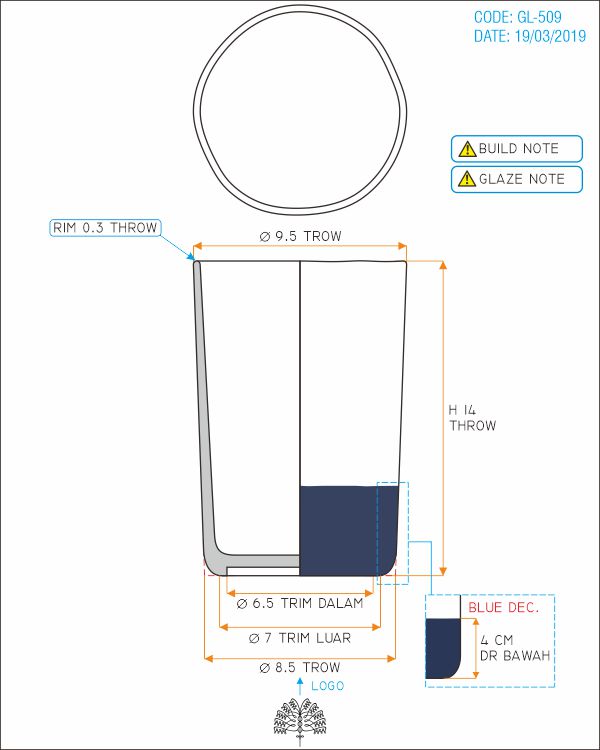 CODE: GL-509
DATE: 19/03/2019
BUILD NOTE
GLAZE NOTE
RIM 0.3 THROW
Ø 9.5 TROW
H 14
THROW
Ø 6.5 TRIM DALAM
Ø 7 TRIM LUAR
Ø 8.5 TROW
BLUE DEC.
4 CM
DR BAWAH
LOGO